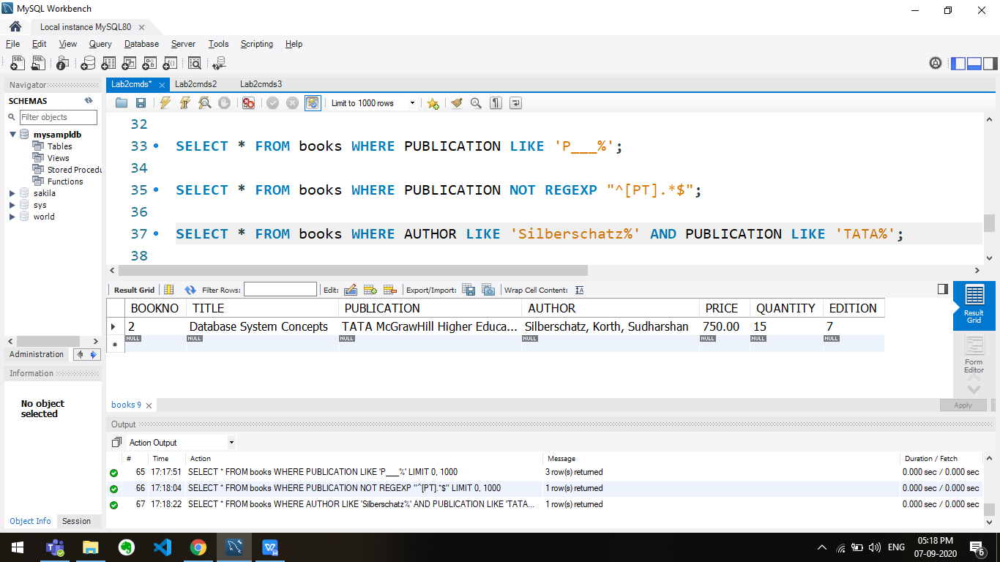 MySQL Workbench
Local instance MySQL80
File Edit View Query Database Server Tools Scripting Help
Navigator
SCHEMAS
Filter objects
mysampldb
Tables
Views
Stored Procedu
Functions
sakila
sys
world
Administration
Information
No object
selected
Object Info Session
Lab2cmds* Lab2cmds2 Lab2cmds3
Limit to 1000 rows
32
33 SELECT * FROM books WHERE PUBLICATION LIKE 'P___%';
34
35 SELECT * FROM books WHERE PUBLICATION NOT REGEXP "^[PT].*$";
36
37 SELECT * FROM books WHERE AUTHOR LIKE 'Silberschatz%' AND PUBLICATION LIKE 'TATA%';
38
Result Grid Filter Rows: Edit: Export/Import: Wrap Cell Content:
BOOKNO TITLE PUBLICATION AUTHOR PRICE QUANTITY EDITION
2 Database System Concepts TATA McGrawHill Higher Educa... Silberschatz, Korth, Sudharshan 750.00 15 7
NULL NULL NULL NULL NULL NULL NULL
Result
Grid
Form
Editor
books 9
Apply
Output
Action Output
# Time Action Message Duration / Fetch
65 17:17:51 SELECT * FROM books WHERE PUBLICATION LIKE 'P___%' LIMIT 0, 1000 3 row(s) returned 0.000 sec / 0.000 sec
66 17:18:04 SELECT * FROM books WHERE PUBLICATION NOT REGEXP "^[PT].*$" LIMIT 0, 1000 1 row(s) returned 0.000 sec / 0.000 sec
67 17:18:22 SELECT * FROM books WHERE AUTHOR LIKE 'Silberschatz%' AND PUBLICATION LIKE 'TATA... 1 row(s) returned 0.000 sec / 0.000 sec
ENG
05:18 PM
07-09-2020
6